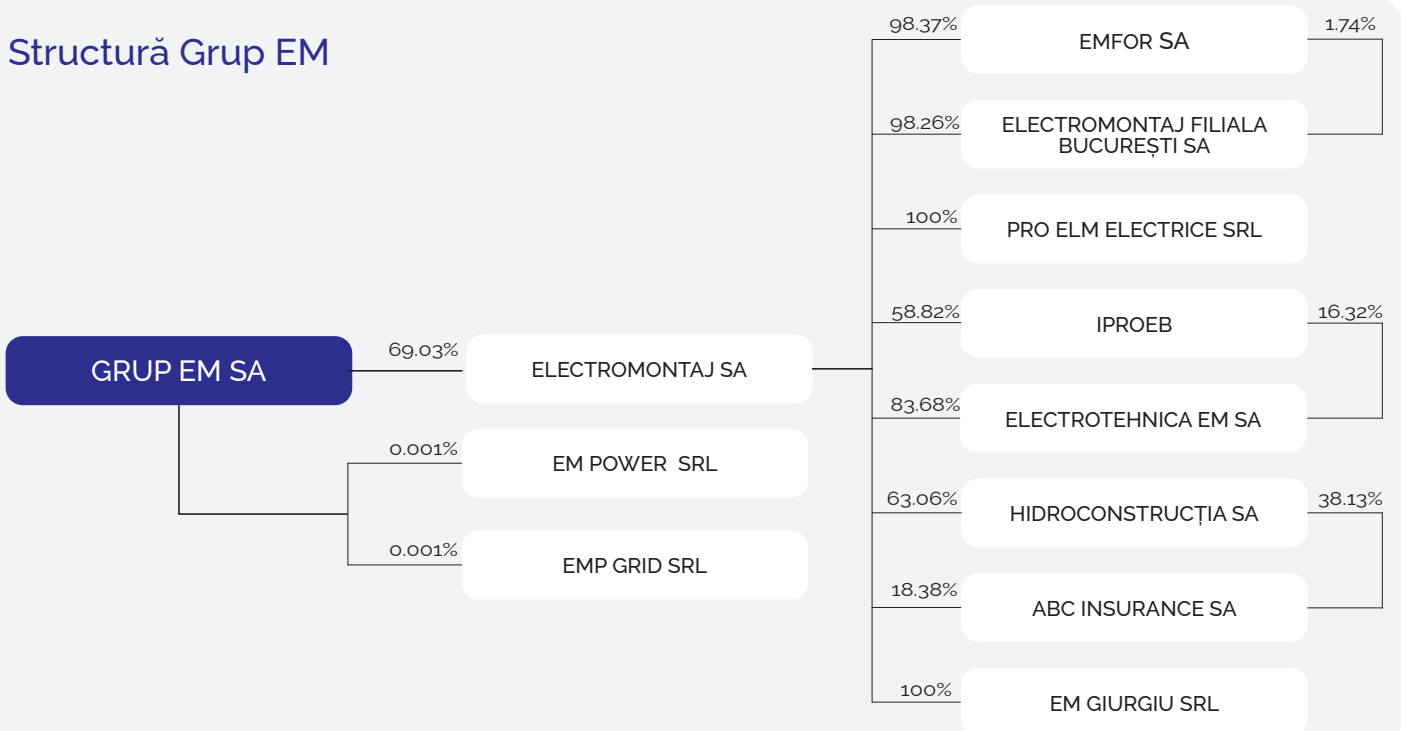 Structură Grup EM
GRUP EM SA
69.03%
ELECTROMONTAJ SA
0.001%
EM POWER SRL
0.001%
EMP GRID SRL
98.37%
EMFOR SA
1.74%
98.26%
ELECTROMONTAJ FILIALA
BUCUREȘTI SA
100%
PRO ELM ELECTRICE SRL
58.82%
IPROEB
16.32%
83.68%
ELECTROTEHNICA EM SA
63.06%
HIDROCONSTRUCȚIA SA
38.13%
18.38%
ABC INSURANCE SA
100%
EM GIURGIU SRL